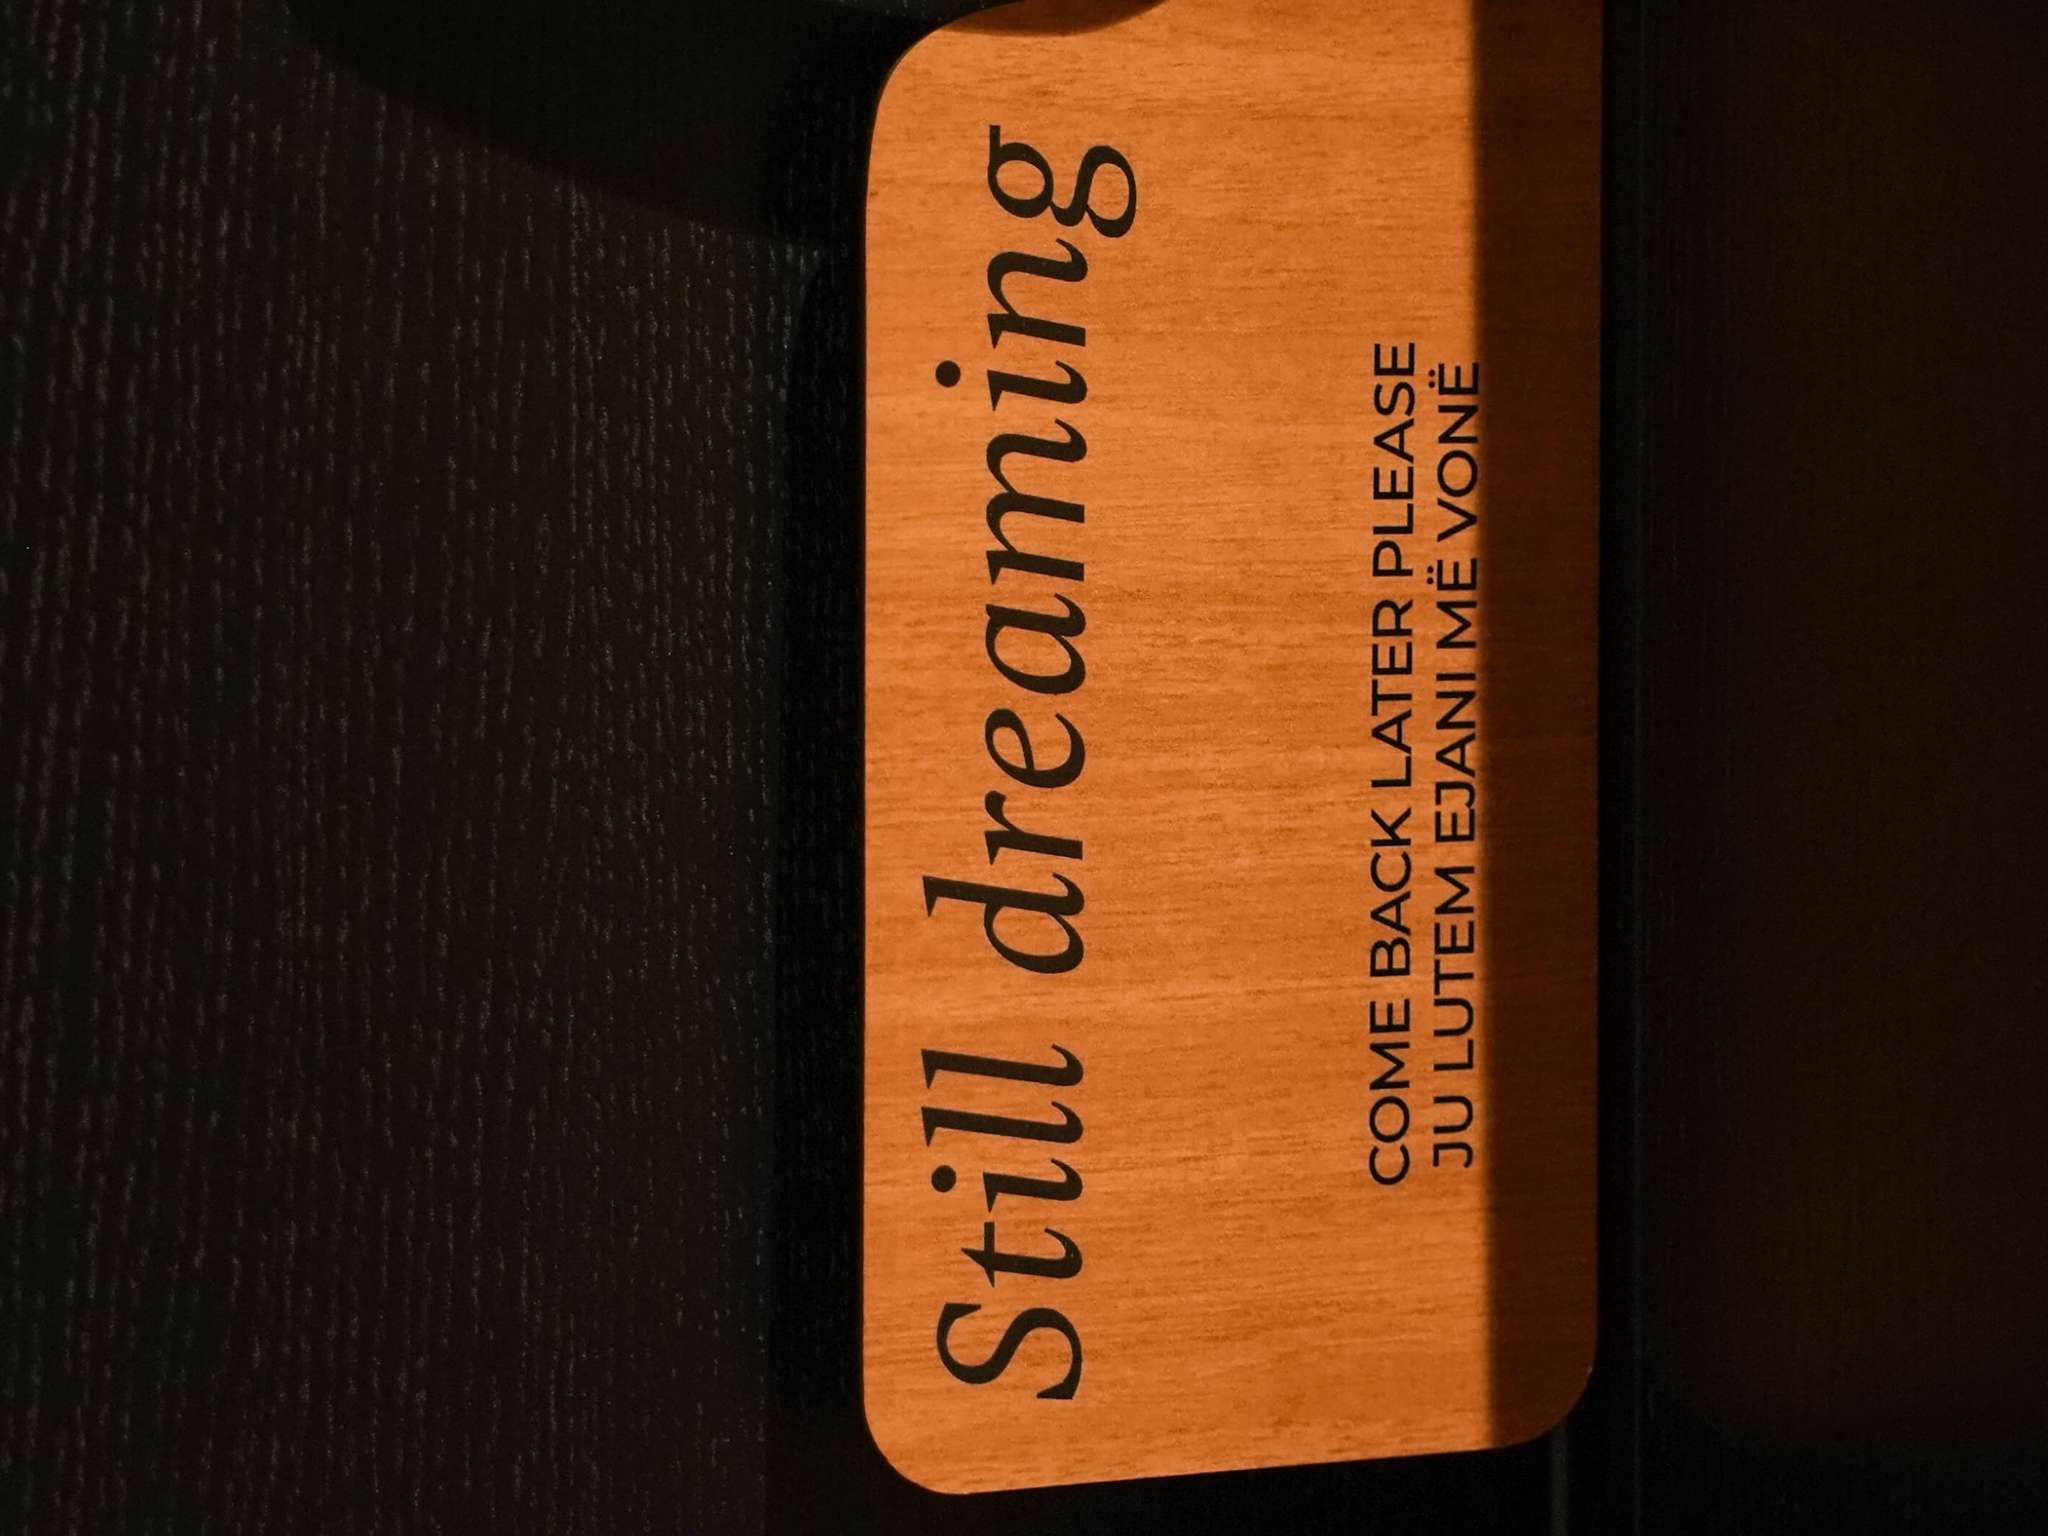 Still dreaming
COME BACK LATER PLEASE
JU LUTEM EJANI MË VONË